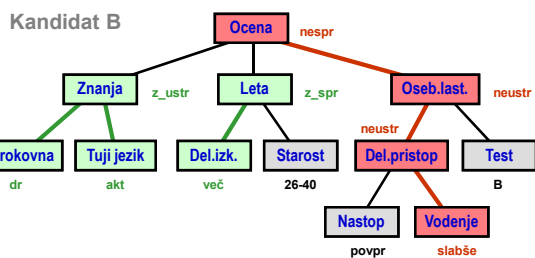 Kandidat B
Ocena
nespr
Znanja
z_ustr
Leta
z_spr
Oseb.last.
neustr
neustr
rokovna
Tuji jezik
Del.izk.
Starost
Del.pristop
Test
dr
akt
več
26-40
B
Nastop
Vodenje
povpr
slabše